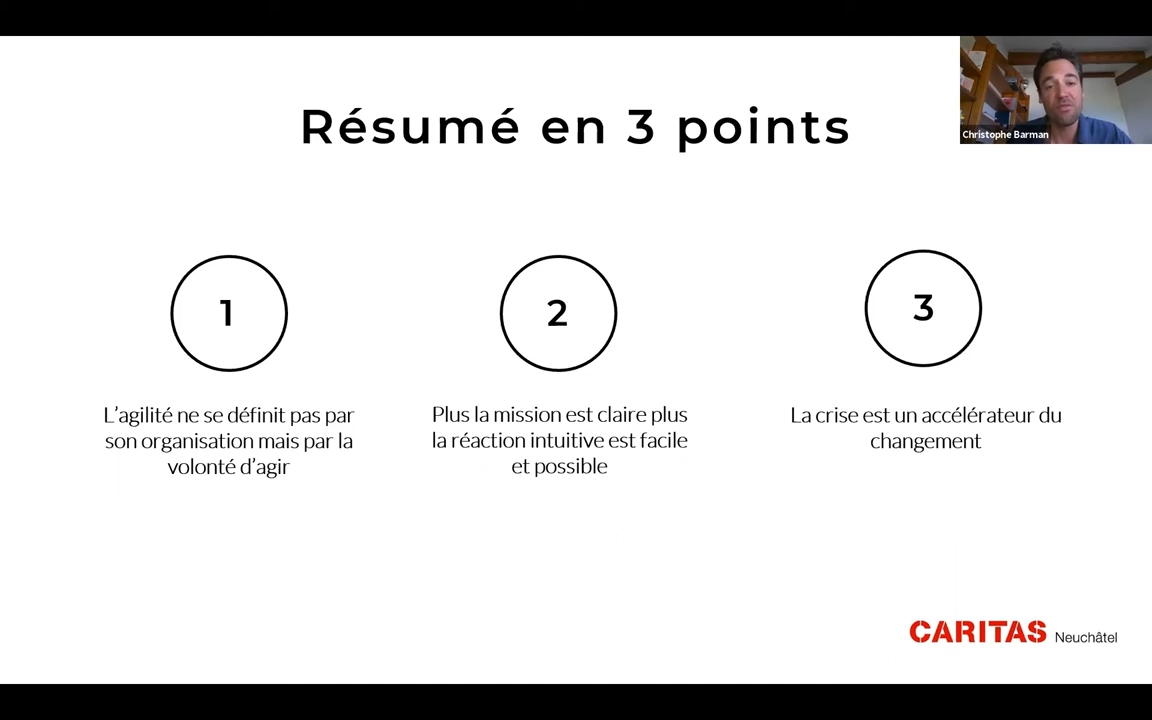 Résumé en 3 points
Christophe Barman
1
2
3
L’agilité ne se définit pas par
son organisation mais par la
volonté d’agir
Plus la mission est claire plus
la réaction intuitive est facile
et possible
La crise est un accélérateur du
changement
CARITAS Neuchâtel